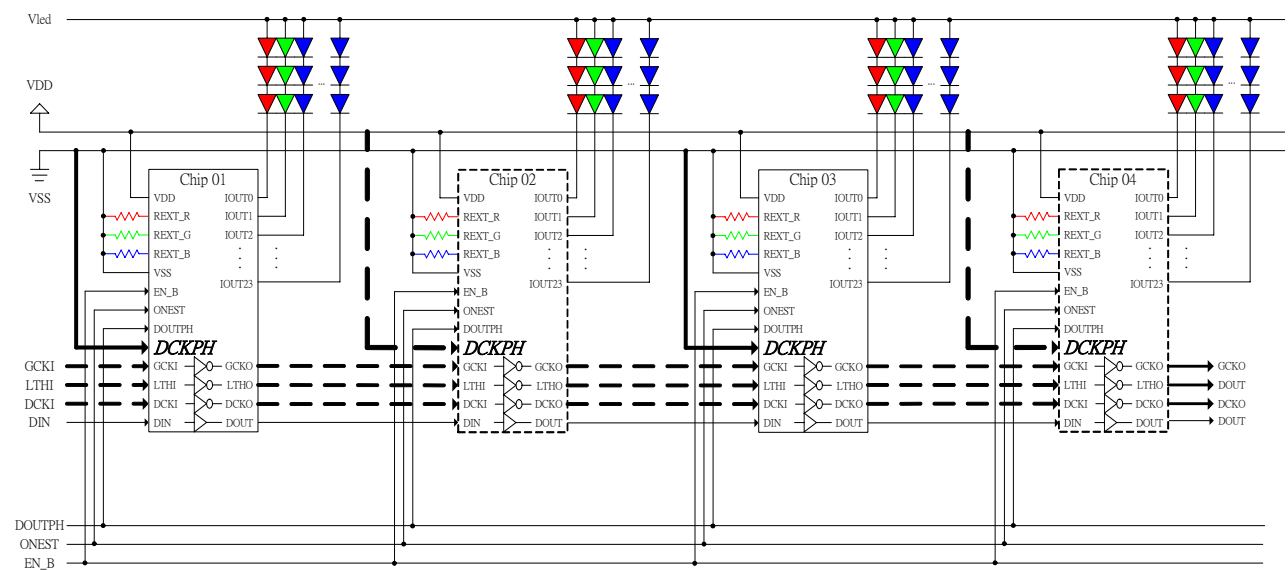 Vled
VDD
VSS
... ... ... ...
Chip 01 Chip 02 Chip 03 Chip 04
VDD IOUT0 VDD IOUT0 VDD IOUT0 VDD IOUT0
REXT_R IOUT1 REXT_R IOUT1 REXT_R IOUT1 REXT_R IOUT1
REXT_G IOUT2 REXT_G IOUT2 REXT_G IOUT2 REXT_G IOUT2
REXT_B REXT_B REXT_B REXT_B
VSS IOUT23 VSS IOUT23 VSS IOUT23 VSS IOUT23
EN_B EN_B EN_B EN_B
ONEST ONEST ONEST ONEST
DOUTPH DOUTPH DOUTPH DOUTPH
DCKPH DCKPH DCKPH DCKPH
GCKI GCKI GCKO GCKI GCKO GCKI GCKO GCKI GCKO GCKO
LTHI LTHI LTHO LTHI LTHO LTHI LTHO LTHI LTHO DOUT
DCKI DCKI DCKO DCKI DCKO DCKI DCKO DCKI DCKO DCKO
DIN DIN DOUT DIN DOUT DIN DOUT DIN DOUT DOUT
DOUTPH
ONEST
EN_B